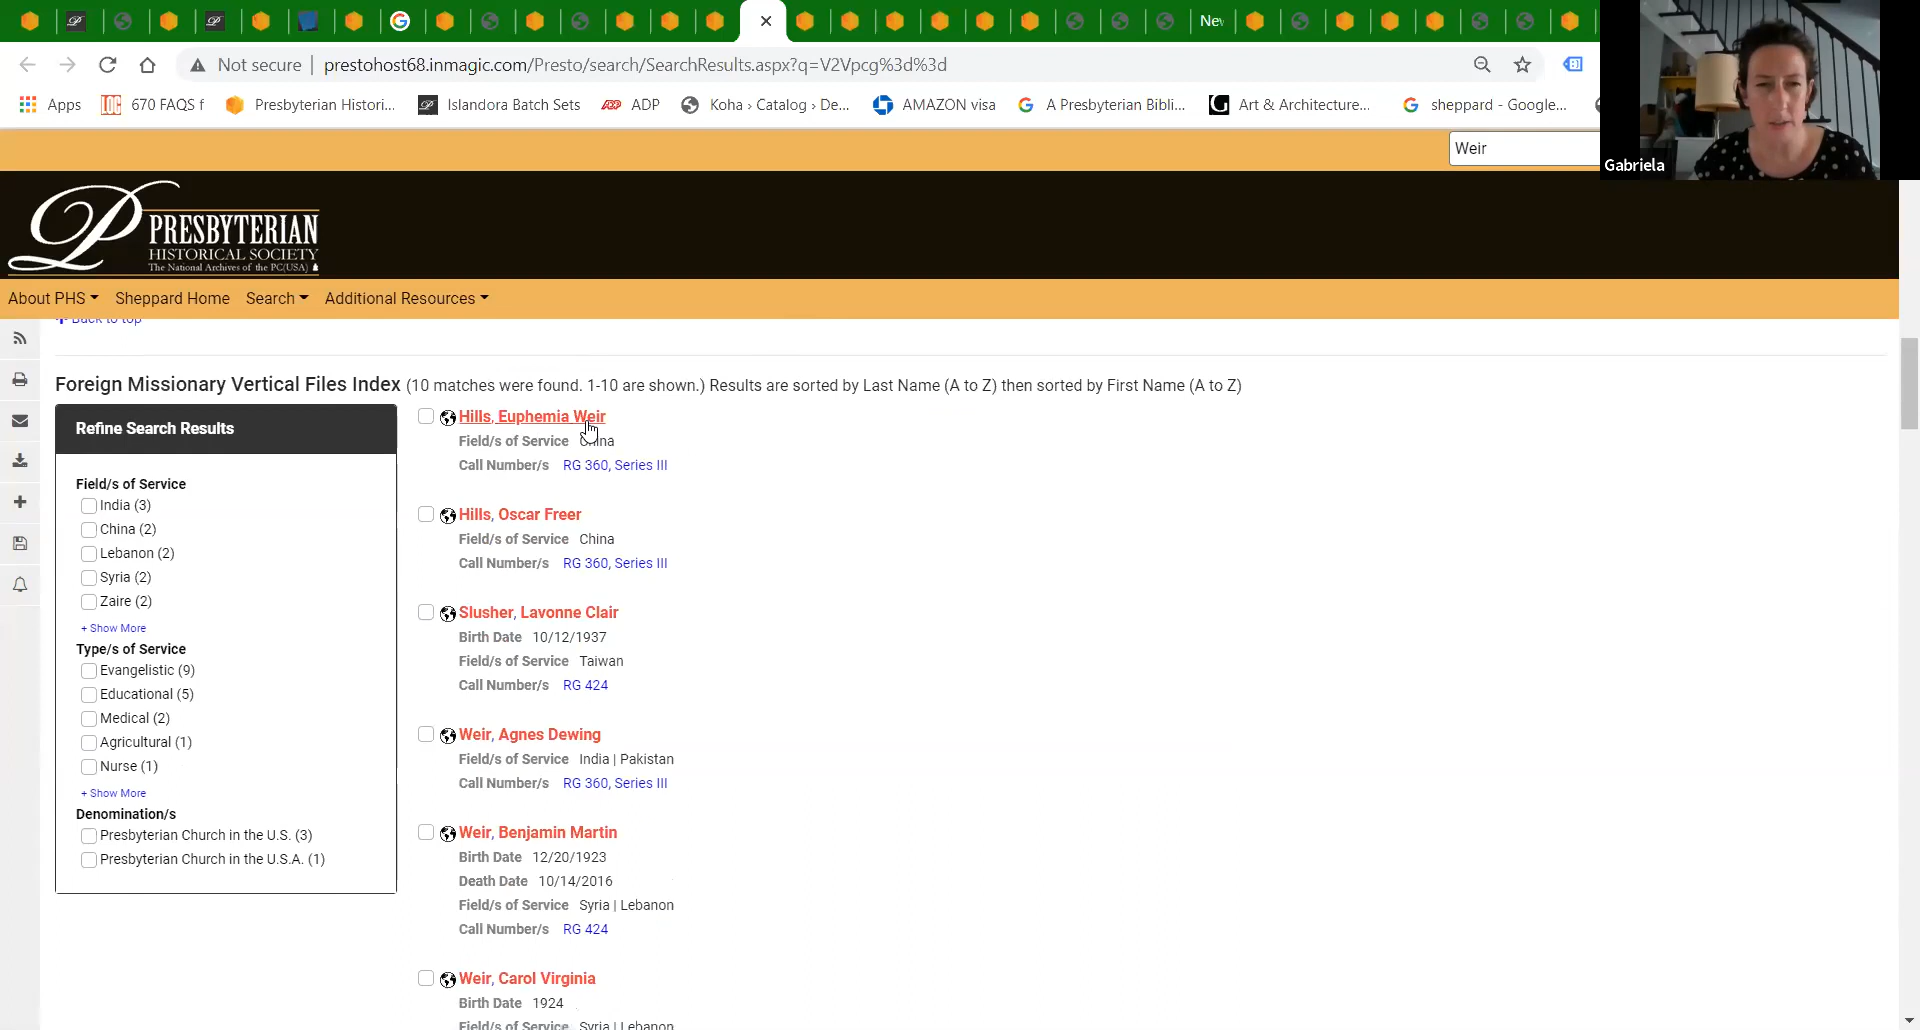 New
Not secure | prestohost68.inmagic.com/Presto/search/SearchResults.aspx?q=V2Vpcg%3d%3d
Apps 670 FAQS f Presbyterian Histori... Islandora Batch Sets ADP Koha › Catalog › De... AMAZON visa A Presbyterian Bibli... Art & Architecture... sheppard - Google...
Weir
Gabriela
PRESBYTERIAN
HISTORICAL SOCIETY
The National Archives of the PC(USA)
About PHS Sheppard Home Search Additional Resources
Back to top
Foreign Missionary Vertical Files Index (10 matches were found. 1-10 are shown.) Results are sorted by Last Name (A to Z) then sorted by First Name (A to Z)
Refine Search Results
Field/s of Service
India (3)
China (2)
Lebanon (2)
Syria (2)
Zaire (2)
+ Show More
Type/s of Service
Evangelistic (9)
Educational (5)
Medical (2)
Agricultural (1)
Nurse (1)
+ Show More
Denomination/s
Presbyterian Church in the U.S. (3)
Presbyterian Church in the U.S.A. (1)
Hills, Euphemia Weir
Field/s of Service China
Call Number/s RG 360, Series III
Hills, Oscar Freer
Field/s of Service China
Call Number/s RG 360, Series III
Slusher, Lavonne Clair
Birth Date 10/12/1937
Field/s of Service Taiwan
Call Number/s RG 424
Weir, Agnes Dewing
Field/s of Service India | Pakistan
Call Number/s RG 360, Series III
Weir, Benjamin Martin
Birth Date 12/20/1923
Death Date 10/14/2016
Field/s of Service Syria | Lebanon
Call Number/s RG 424
Weir, Carol Virginia
Birth Date 1924
Field/s of Service Syria | Lebanon